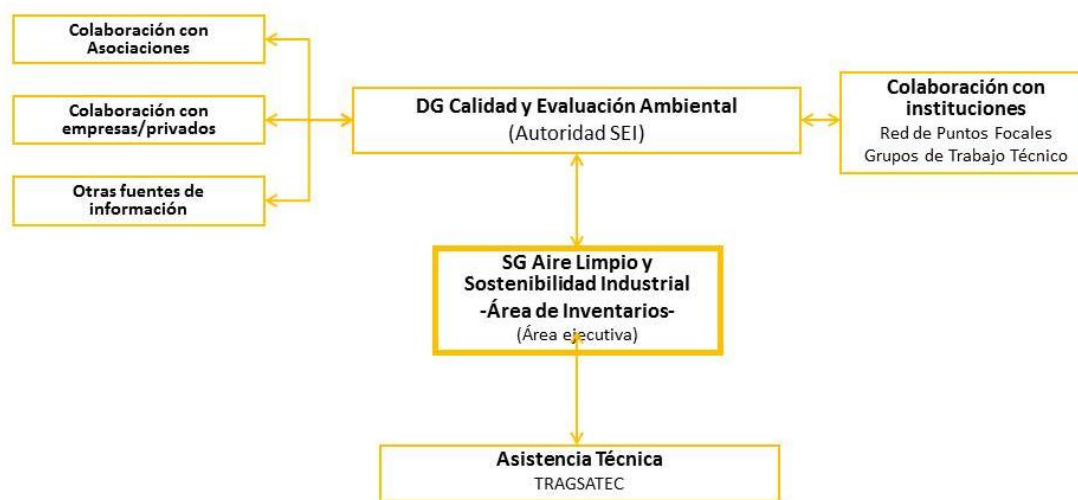 Colaboración con
Asociaciones
Colaboración con
empresas/privados
Otras fuentes de
información
DG Calidad y Evaluación Ambiental
(Autoridad SEI)
Colaboración con
instituciones
Red de Puntos Focales
Grupos de Trabajo Técnico
SG Aire Limpio y
Sostenibilidad Industrial
-Área de Inventarios-
(Área ejecutiva)
Asistencia Técnica
TRAGSATEC